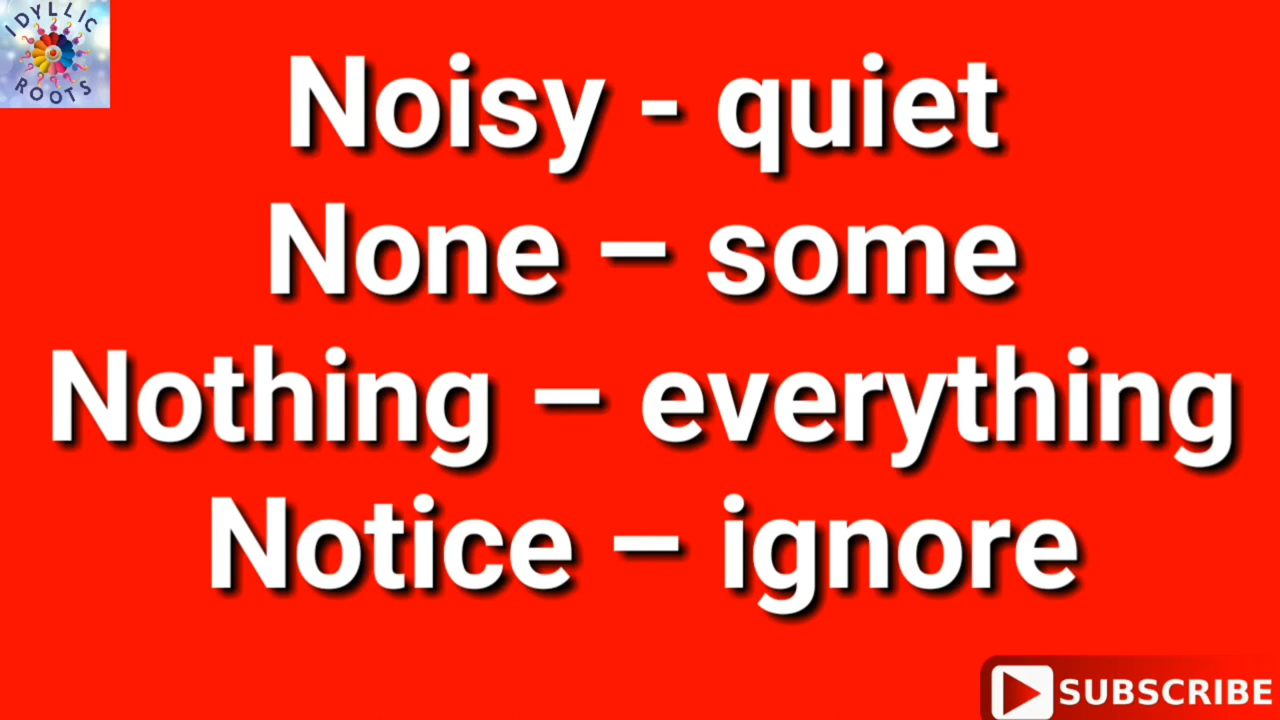 IDYLLIC
ROOTS
Noisy - quiet
None – some
Nothing – everything
Notice – ignore
SUBSCRIBE